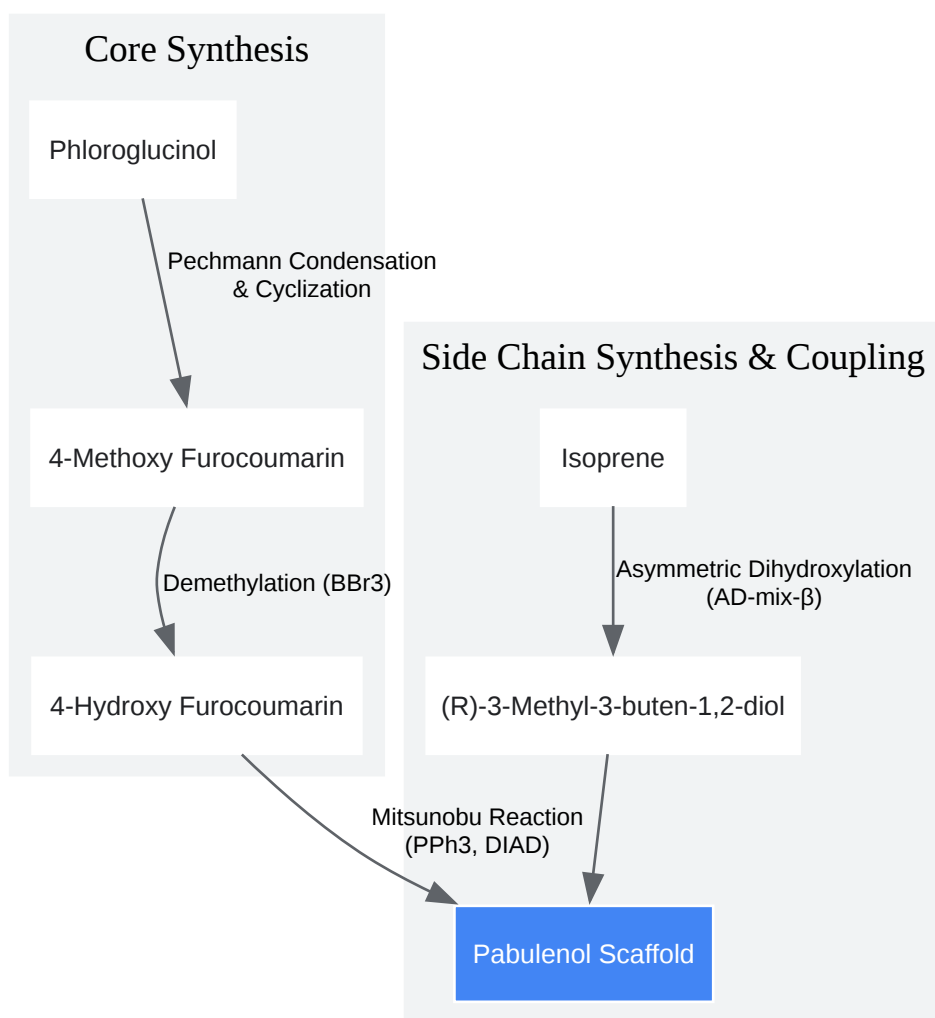 Core Synthesis
Phloroglucinol
Pechmann Condensation
& Cyclization
4-Methoxy Furocoumarin
Demethylation (BBr3)
4-Hydroxy Furocoumarin
Side Chain Synthesis & Coupling
Isoprene
Asymmetric Dihydroxylation
(AD-mix-β)
(R)-3-Methyl-3-buten-1,2-diol
Mitsunobu Reaction
(PPh3, DIAD)
Pabulenol Scaffold